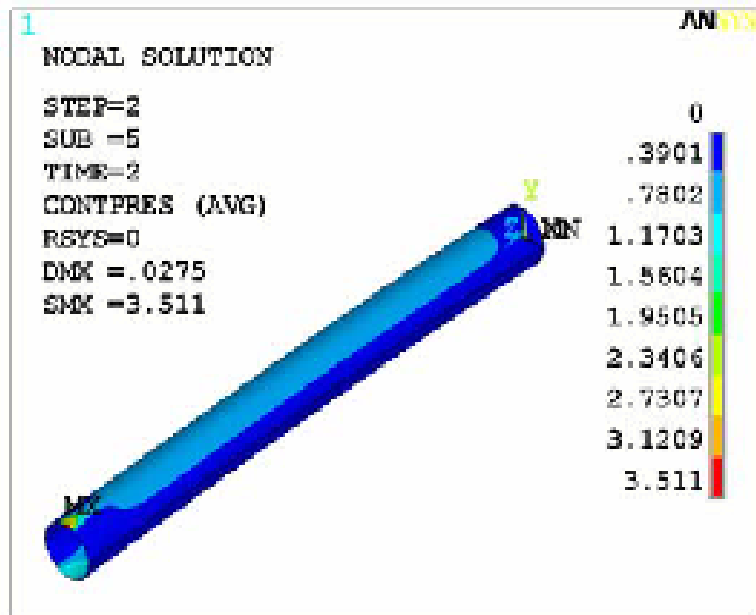 1
ANSYS
NODAL SOLUTION
STEP=2
SUB =5
TIME=2
CONTPRES (AVG)
RSYS=0
DMX =.0275
SMX =3.511
0
.3901
.7802
1.1703
1.5604
1.9505
2.3406
2.7307
3.1209
3.511
Y
MN
MX